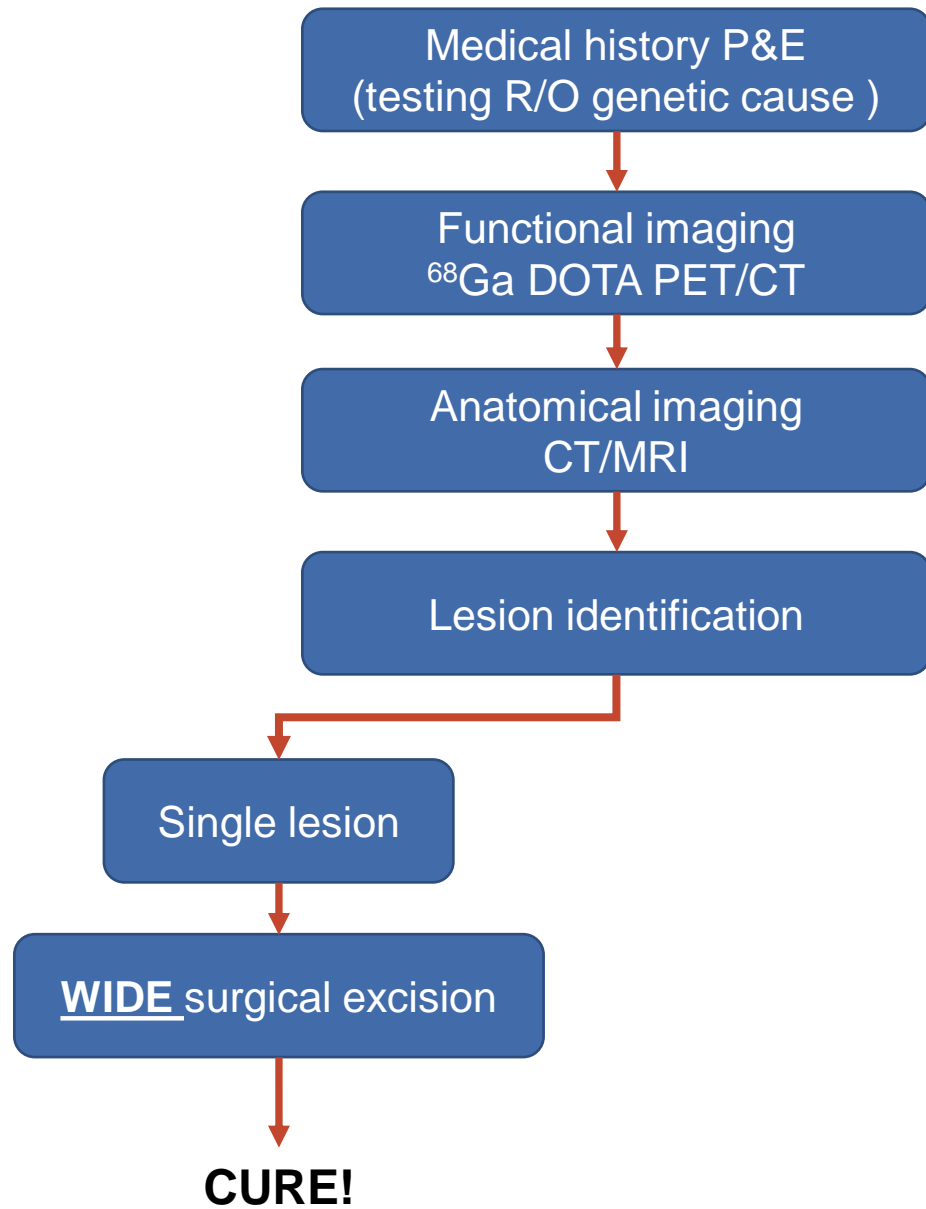 Medical history P&E
(testing R/O genetic cause )
Functional imaging
⁶⁸Ga DOTA PET/CT
Anatomical imaging
CT/MRI
Lesion identification
Single lesion
WIDE surgical excision
CURE!